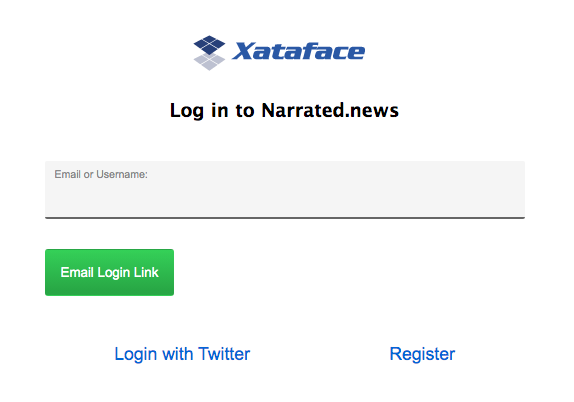 Xataface
Log in to Narrated.news
Email or Username:
Email Login Link
Login with Twitter
Register